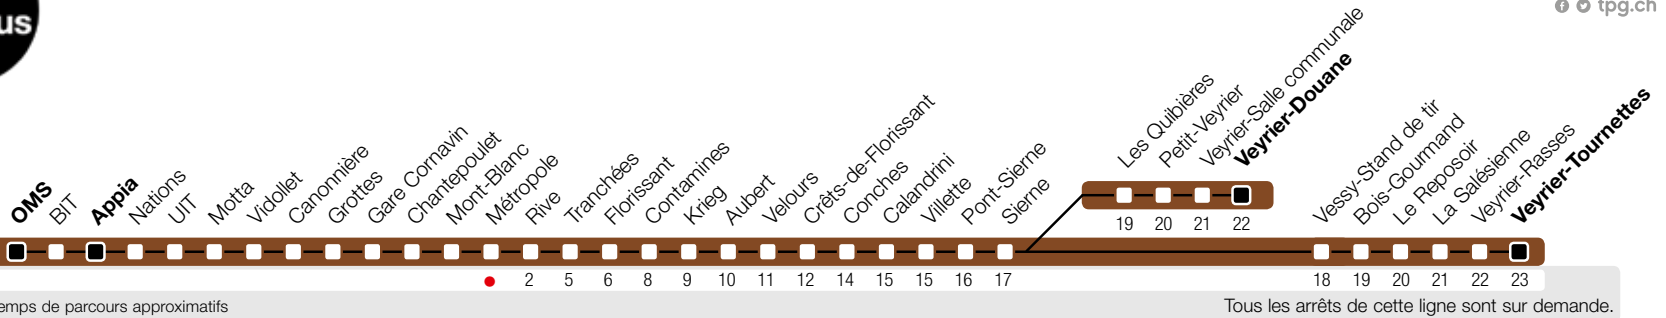 us
tpg.ch
OMS
BIT
Appia
Nations
UIT
Motta
Vidollet
Canonnière
Grottes
Gare Cornavin
Chantepoulet
Mont-Blanc
Métropole
Rive
Tranchées
Florissant
Contamines
Krieg
Aubert
Velours
Crêts-de-Florissant
Conches
Calandrini
Villette
Pont-Sierne
Sierne
Les Quibières
Petit-Veyrier
Veyrier-Salle communale
Veyrier-Douane
19 20 21 22
Vessy-Stand de tir
Bois-Gourmand
Le Reposoir
La Salésienne
Veyrier-Rasses
Veyrier-Tournettes
2 5 6 8 9 10 11 12 14 15 15 16 17 18 19 20 21 22 23
emps de parcours approximatifs
Tous les arrêts de cette ligne sont sur demande.